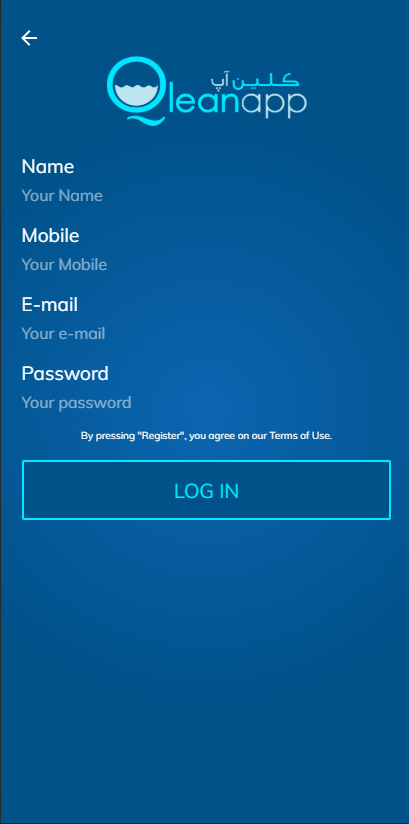 كلين آپ
Qleanapp
Name
Your Name
Mobile
Your Mobile
E-mail
Your e-mail
Password
Your password
By pressing "Register", you agree on our Terms of Use.
LOG IN